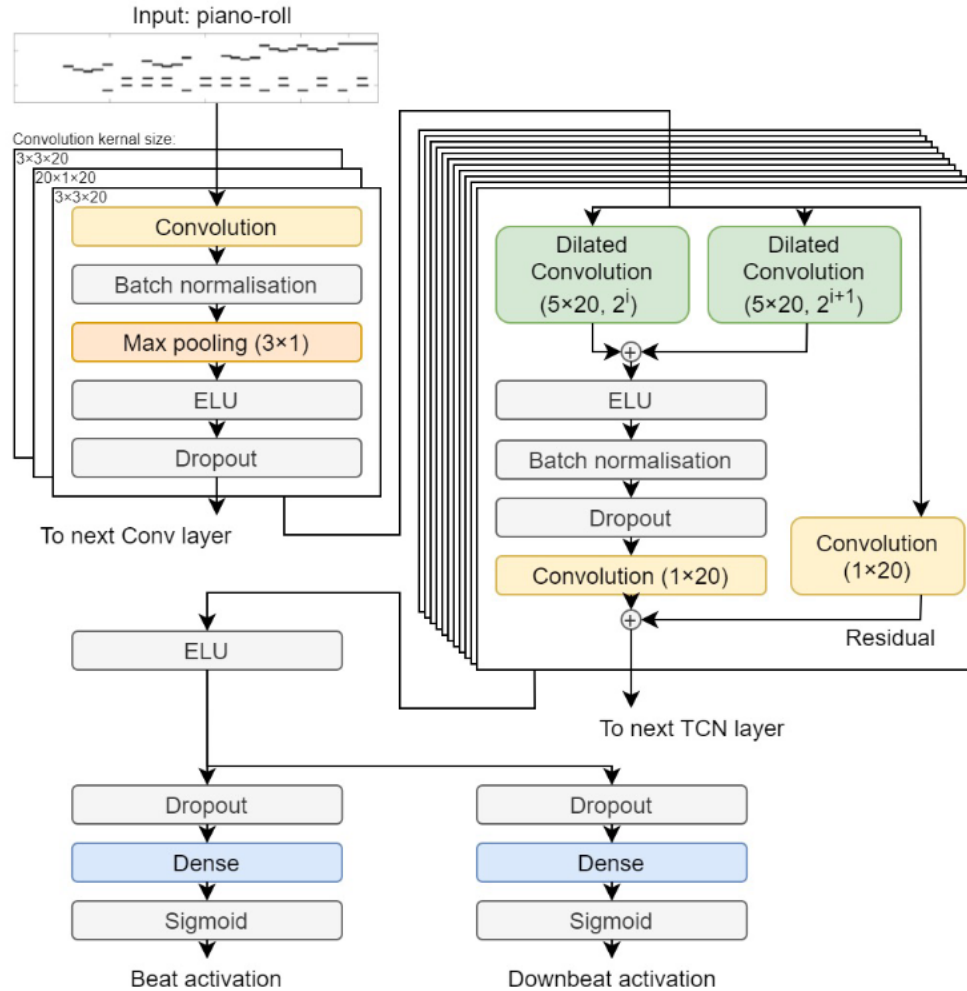 Input: piano-roll
Convolution kernal size:
3×3×20
20×1×20
3×3×20
Convolution
Batch normalisation
Max pooling (3×1)
ELU
Dropout
To next Conv layer
Dilated
Convolution
(5×20, 2^i)
Dilated
Convolution
(5×20, 2^{i+1})
+
ELU
Batch normalisation
Dropout
Convolution (1×20)
Convolution
(1×20)
+
Residual
To next TCN layer
ELU
Dropout
Dense
Sigmoid
Beat activation
Dropout
Dense
Sigmoid
Downbeat activation